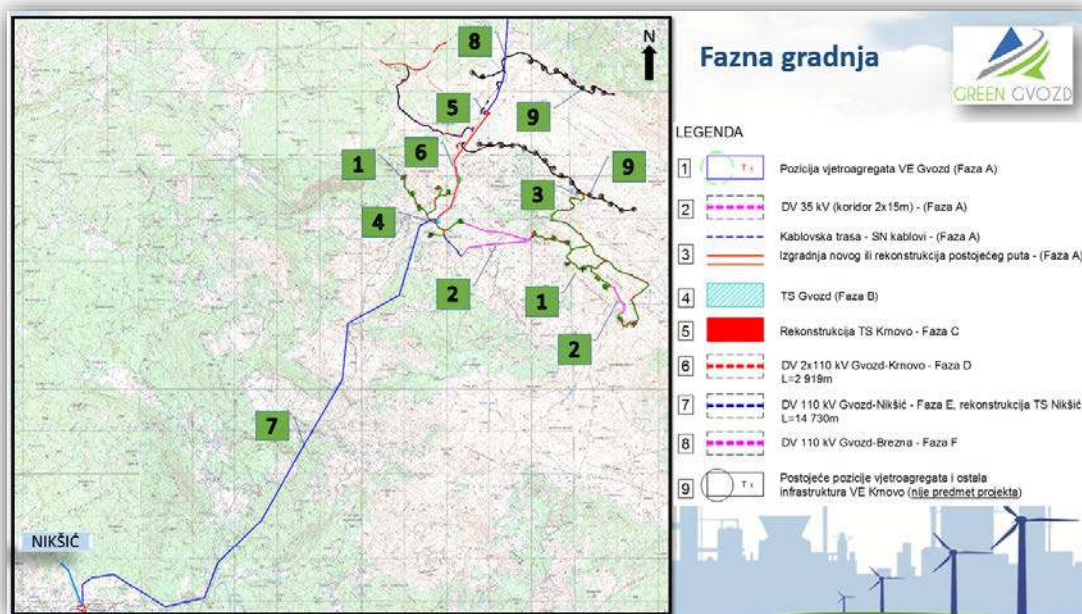 Fazna gradnja
GREEN GVOZD
N
8
5
9
6
1
9
3
4
2
1
2
7
NIKŠIĆ
LEGENDA
1 T x Pozicija vjetroagregata VE Gvozd (Faza A)
2 DV 35 kV (koridor 2x15m) - (Faza A)
Kablovska trasa - SN kablovi - (Faza A)
3 Izgradnja novog ili rekonstrukcija postojećeg puta - (Faza A)
4 TS Gvozd (Faza B)
5 Rekonstrukcija TS Krnovo - Faza C
6 DV 2x110 kV Gvozd-Krnovo - Faza D
L=2 919m
7 DV 110 kV Gvozd-Nikšić - Faza E, rekonstrukcija TS Nikšić
L=14 730m
8 DV 110 kV Gvozd-Brezna - Faza F
9 T x Postojeće pozicije vjetroagregata i ostala
infrastruktura VE Krnovo (nije predmet projekta)